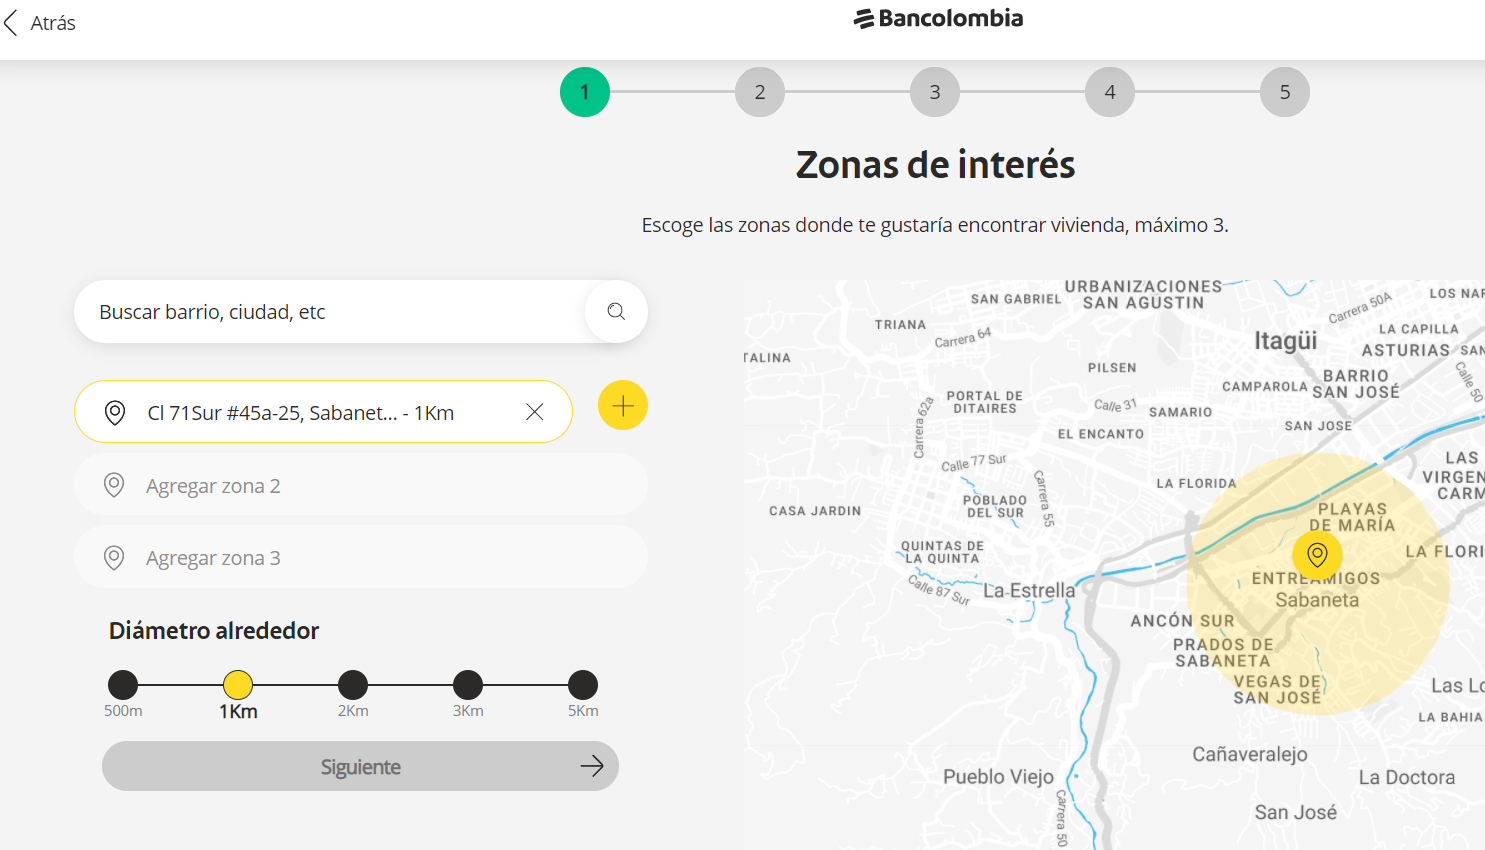 Atrás
Bancolombia
1
2
3
4
5
Zonas de interés
Escoge las zonas donde te gustaría encontrar vivienda, máximo 3.
Buscar barrio, ciudad, etc
Cl 71Sur #45a-25, Sabanet... - 1Km
Agregar zona 2
Agregar zona 3
Diámetro alrededor
500m
1Km
2Km
3Km
5Km
Siguiente
URBANIZACIONES
SAN AGUSTIN
SAN GABRIEL
Carrera 50A
LOS NAR
TRIANA
Carrera 64
Itagüi
LA CAPILLA
ASTURIAS
SAN
TALINA
PILSEN
CAMPAROLA
BARRIO
SAN JOSÉ
Calle 50
PORTAL DE
DITAIRES
Carrera 62a
Calle 31
SAMARIO
EL ENCANTO
SAN JOSE
Calle 77 Sur
Carrera 55
LA FLORIDA
LAS
VIRGEN
CARM
CASA JARDIN
POBLADO
DEL SUR
PLAYAS
DE MARÍA
QUINTAS DE
LA QUINTA
LA FLORI
Calle 87 Sur
La Estrella
ENTREAMIGOS
Sabaneta
ANCÓN SUR
PRADOS DE
SABANETA
VEGAS DE
SAN JOSÉ
Las Lo
LA BAHIA
Cañaveralejo
Pueblo Viejo
La Doctora
Carrera 50
San José